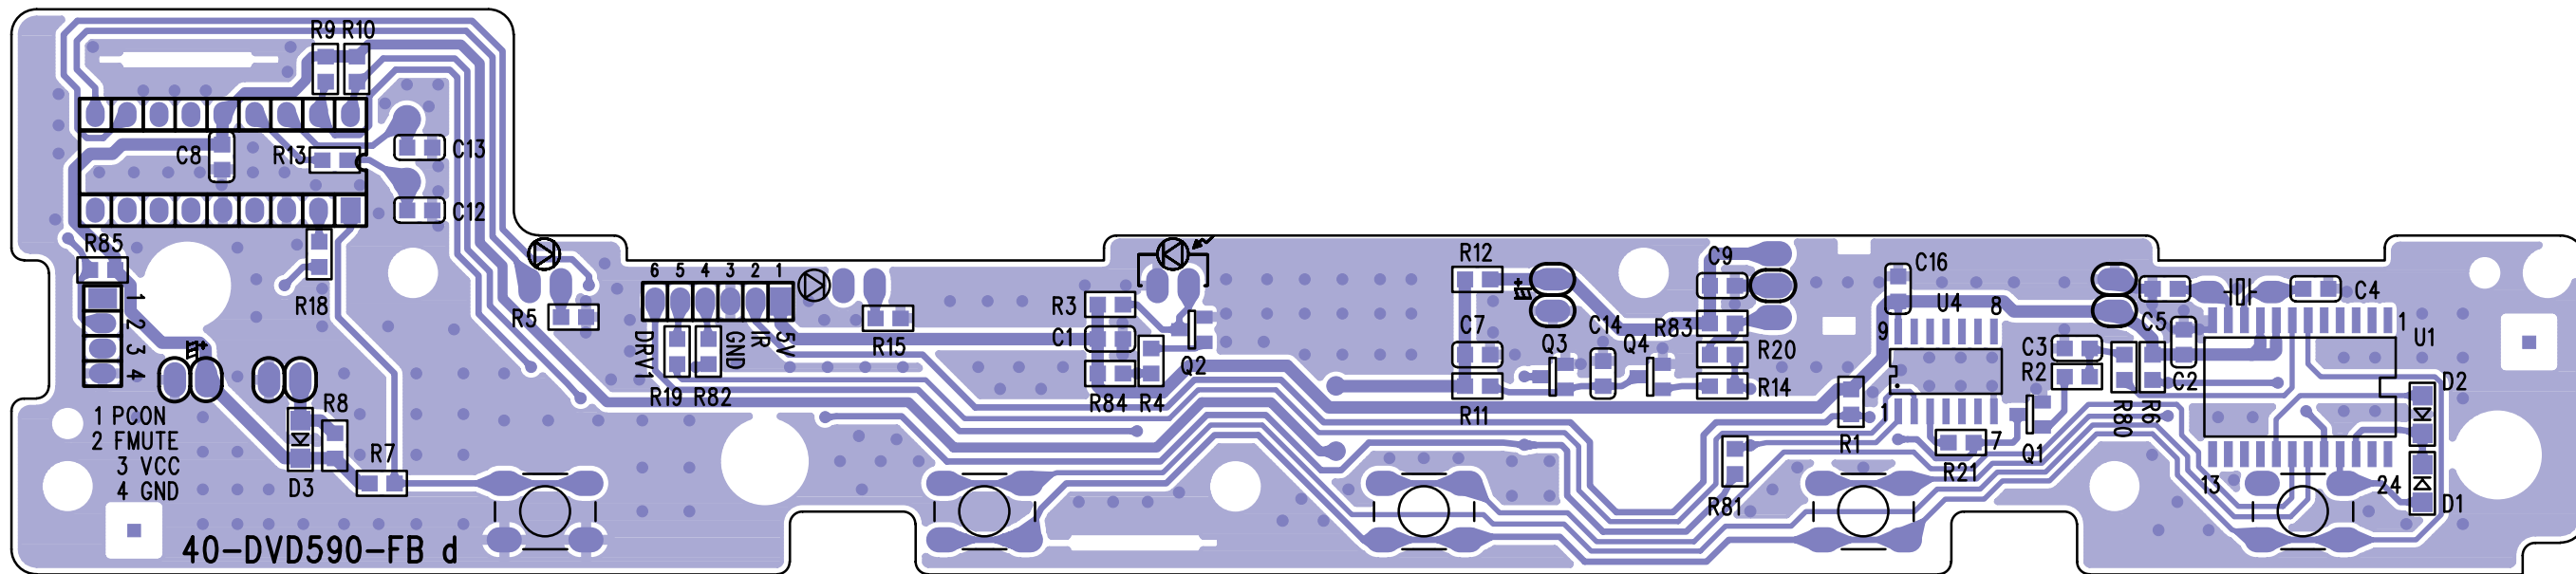 R9 R10
C8
R13
C13
C12
R85
R18
1
2
3
4
1 PCON
2 FMUTE
3 VCC
4 GND
+
R8
R7
D3
40-DVD590-FB d
R5
6 5 4 3 2 1
DRV1
GND
R
5V
R19 R82
R15
R3
C1
R84 R4
Q2
R12
+
C7
R11
Q3
C14
Q4
C9
R83
R20
R14
R81
R1
C16
U4
9
8
1
7
R21
Q1
C3
R2
R80
R6
C2
C5
C4
1
U1
13
24
D2
D1